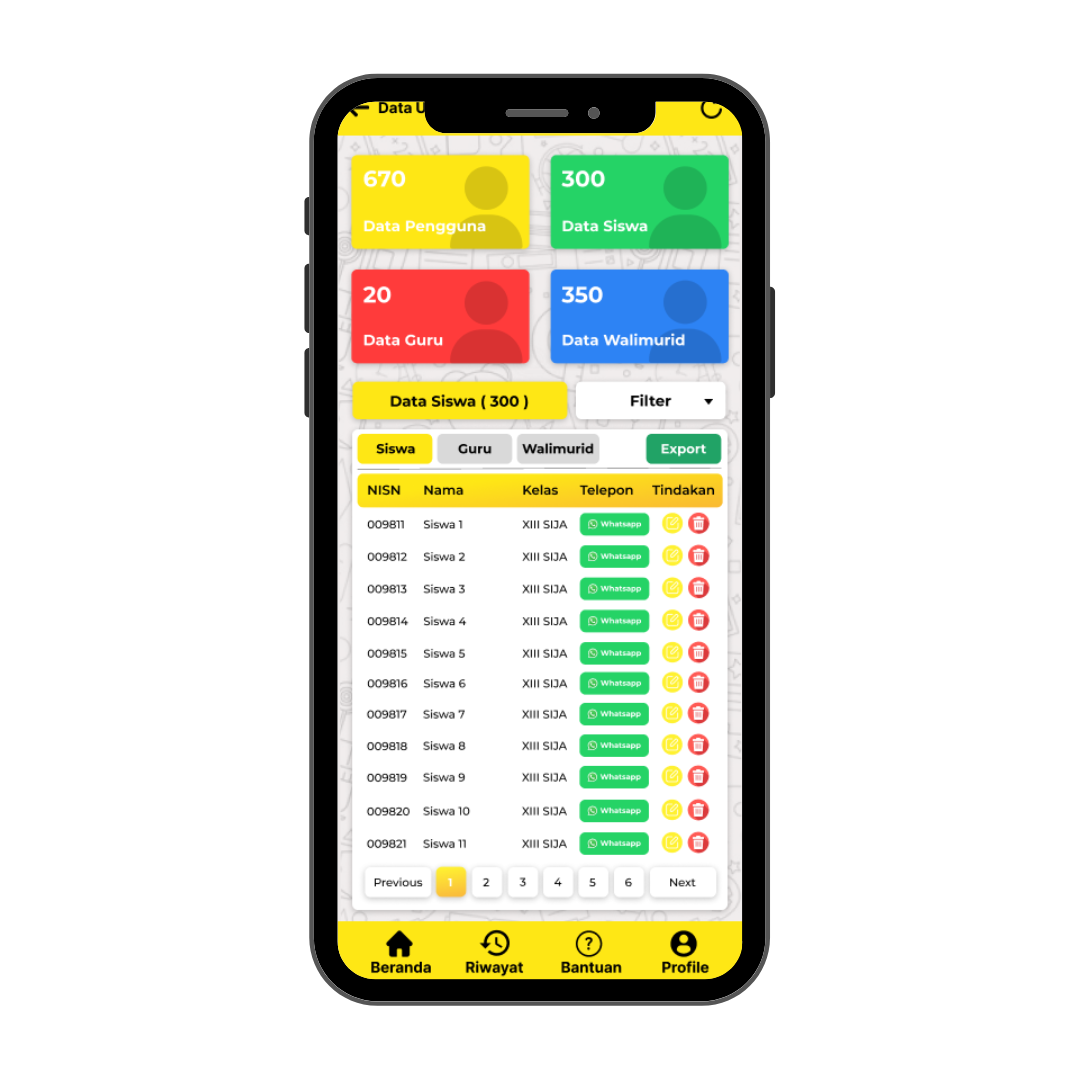 Data U
670
Data Pengguna
300
Data Siswa
20
Data Guru
350
Data Walimurid
Data Siswa ( 300 )
Filter
Siswa Guru Walimurid Export
NISN Nama Kelas Telepon Tindakan
009811 Siswa 1 XIII SIJA Whatsapp
009812 Siswa 2 XIII SIJA Whatsapp
009813 Siswa 3 XIII SIJA Whatsapp
009814 Siswa 4 XIII SIJA Whatsapp
009815 Siswa 5 XIII SIJA Whatsapp
009816 Siswa 6 XIII SIJA Whatsapp
009817 Siswa 7 XIII SIJA Whatsapp
009818 Siswa 8 XIII SIJA Whatsapp
009819 Siswa 9 XIII SIJA Whatsapp
009820 Siswa 10 XIII SIJA Whatsapp
009821 Siswa 11 XIII SIJA Whatsapp
Previous 1 2 3 4 5 6 Next
Beranda Riwayat Bantuan Profile